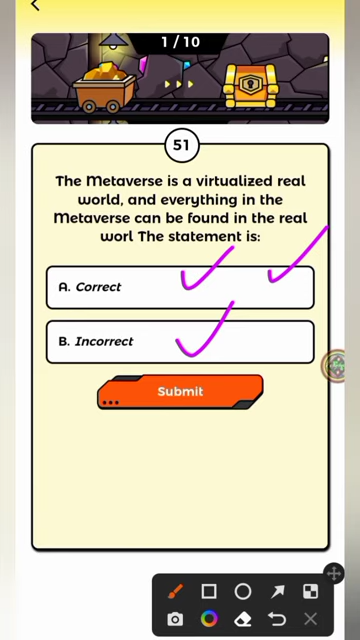 1 / 10
51
The Metaverse is a virtualized real
world, and everything in the
Metaverse can be found in the real
worl The statement is:
A. Correct
B. Incorrect
Submit